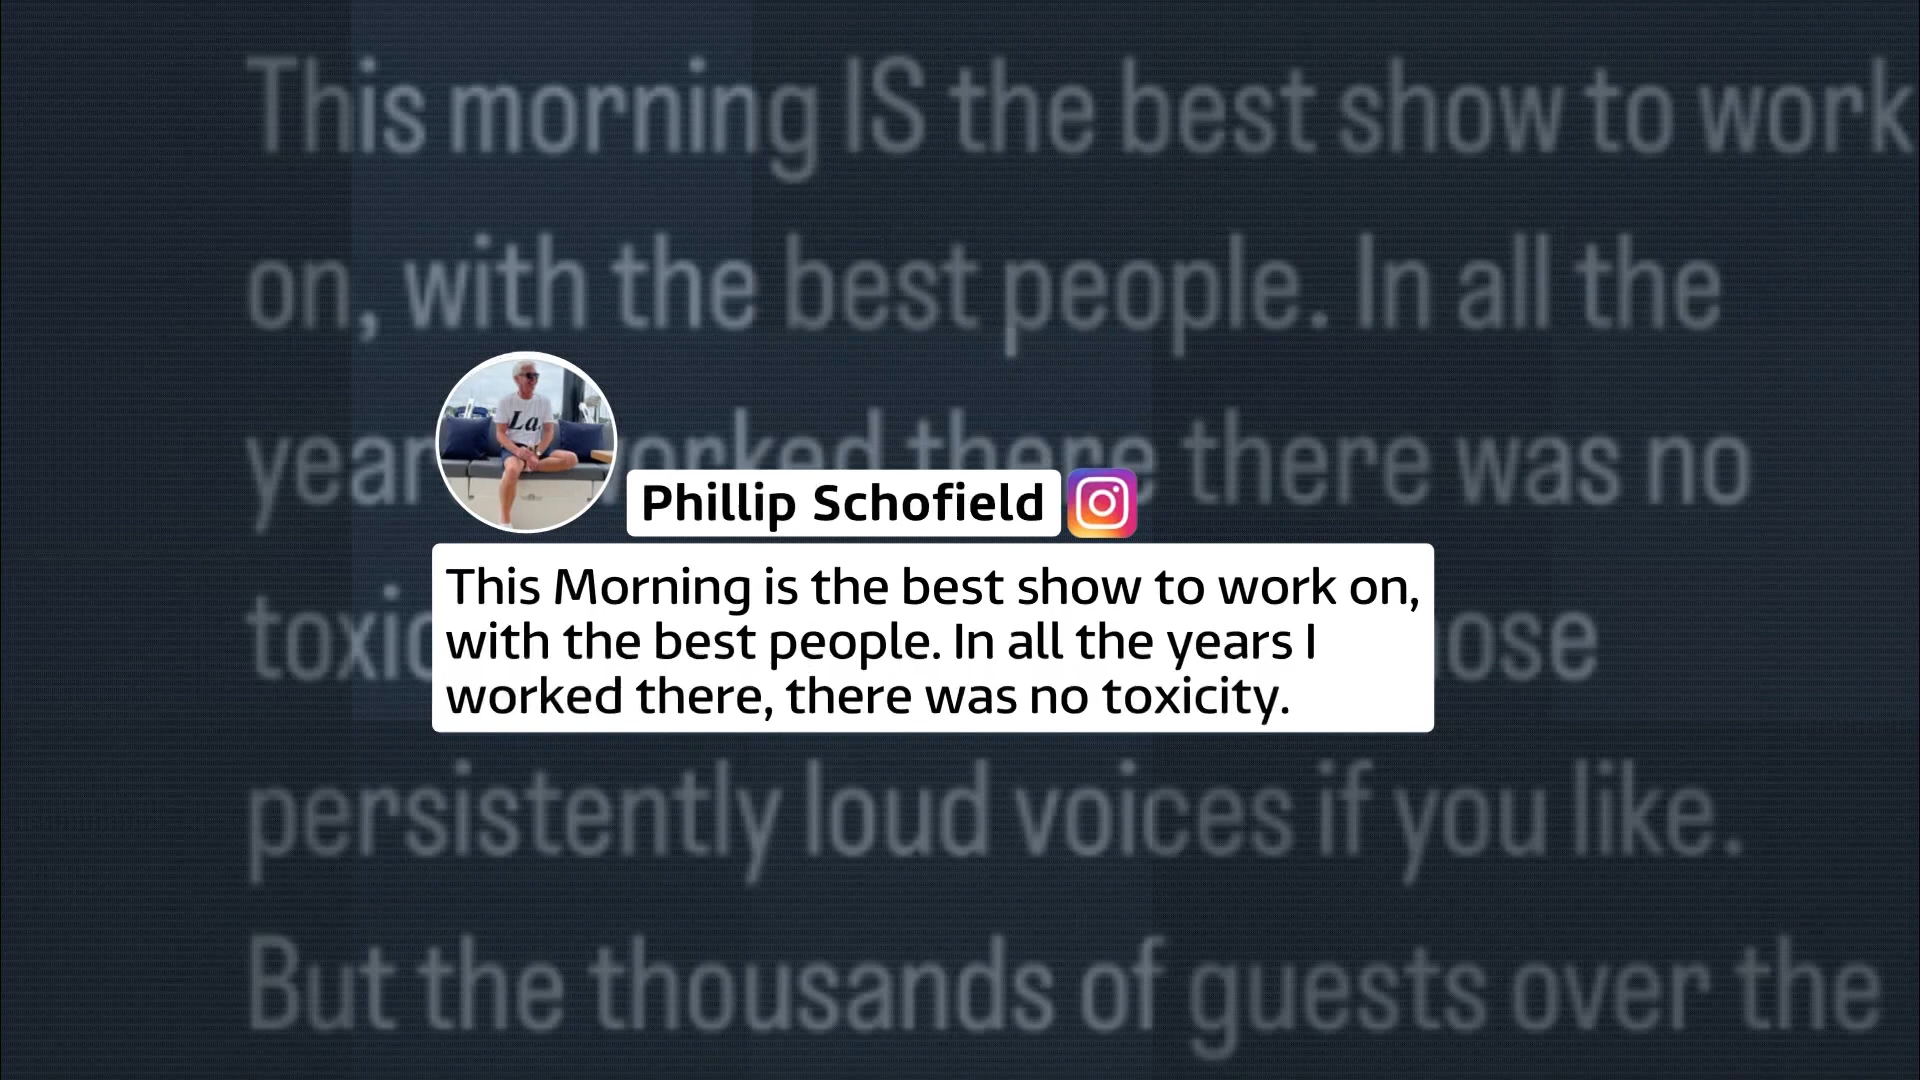 This morning IS the best show to work
on, with the best people. In all the
worked there there was no
persistently loud voices if you like.
But the thousands of guests over the
La
Phillip Schofield
This Morning is the best show to work on,
with the best people. In all the years I
worked there, there was no toxicity.